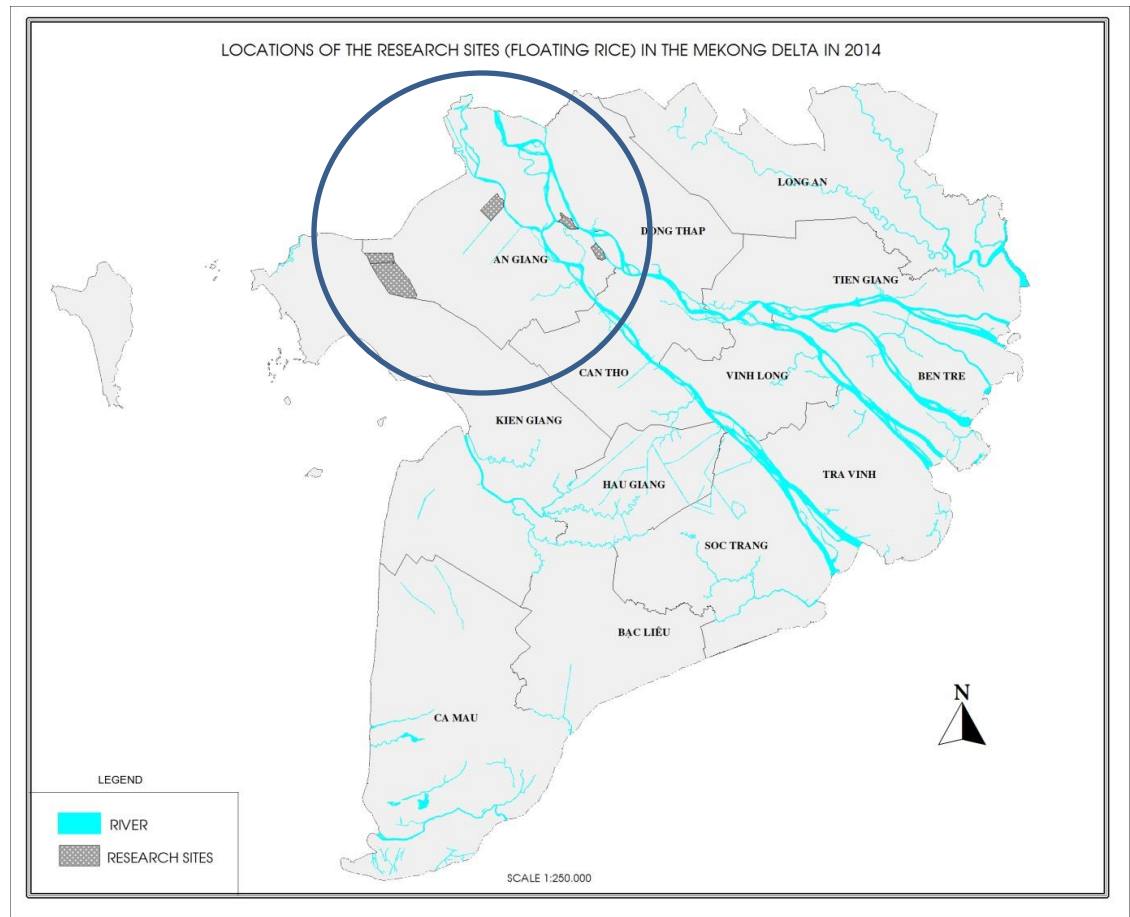 LOCATIONS OF THE RESEARCH SITES (FLOATING RICE) IN THE MEKONG DELTA IN 2014
LONG AN
DONG THAP
AN GIANG
TIEN GIANG
CAN THO
VINH LONG
BEN TRE
KIEN GIANG
TRA VINH
HAU GIANG
SOC TRANG
BẠC LIÊU
N
CA MAU
LEGEND
RIVER
RESEARCH SITES
SCALE 1:250.000